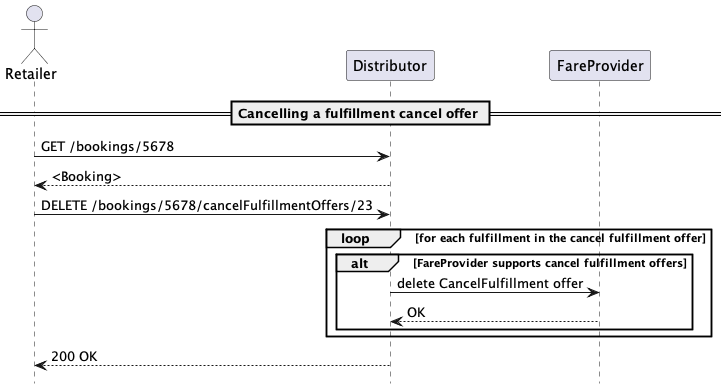 Retailer
Distributor
FareProvider
Cancelling a fulfillment cancel offer
GET /bookings/5678
<Booking>
DELETE /bookings/5678/cancelFulfillmentOffers/23
loop [for each fulfillment in the cancel fulfillment offer]
alt [FareProvider supports cancel fulfillment offers]
delete CancelFulfillment offer
OK
200 OK